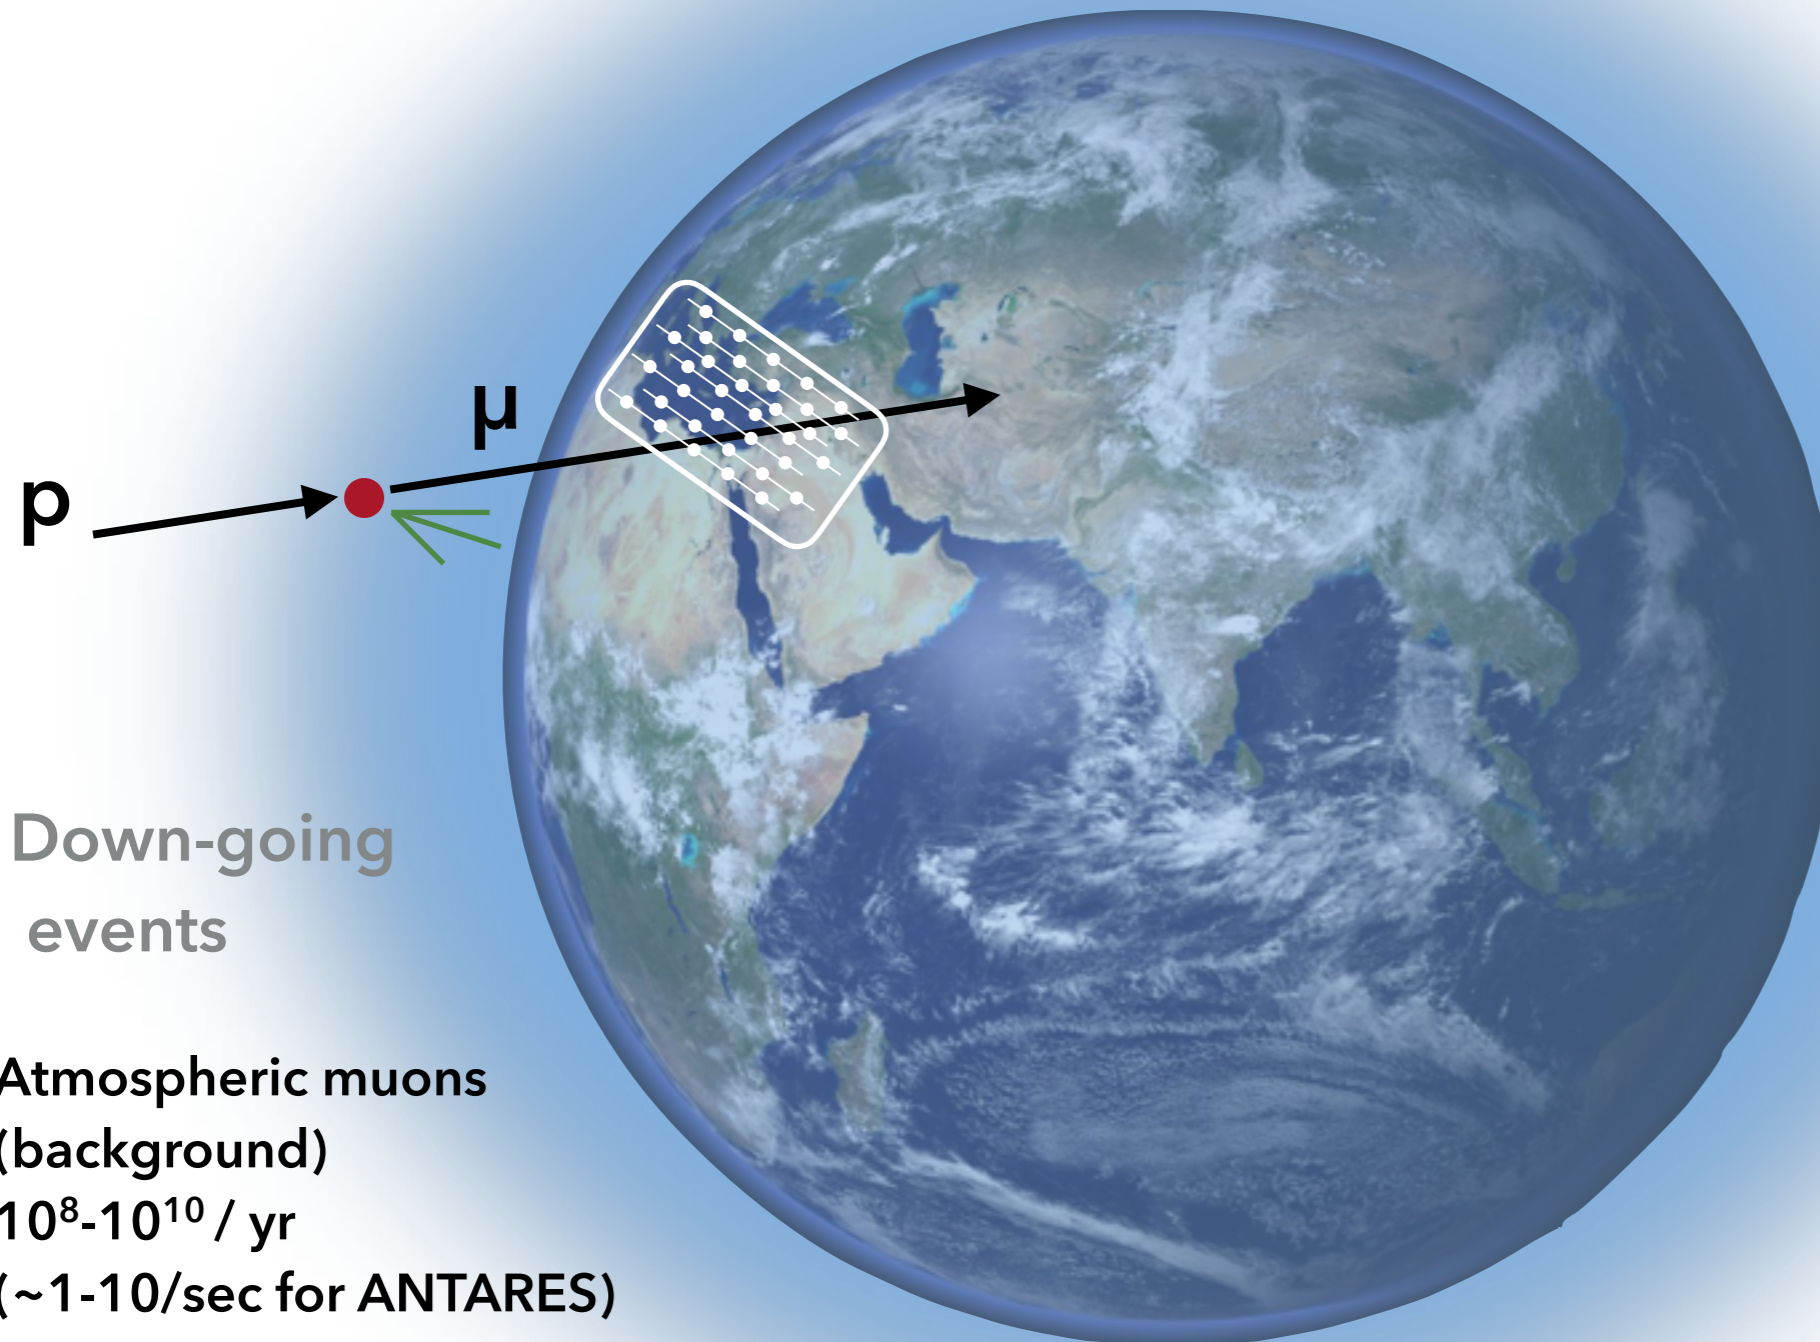 μ
p
Down-going
events
Atmospheric muons
(background)
10⁸-10¹⁰ / yr
(~1-10/sec for ANTARES)